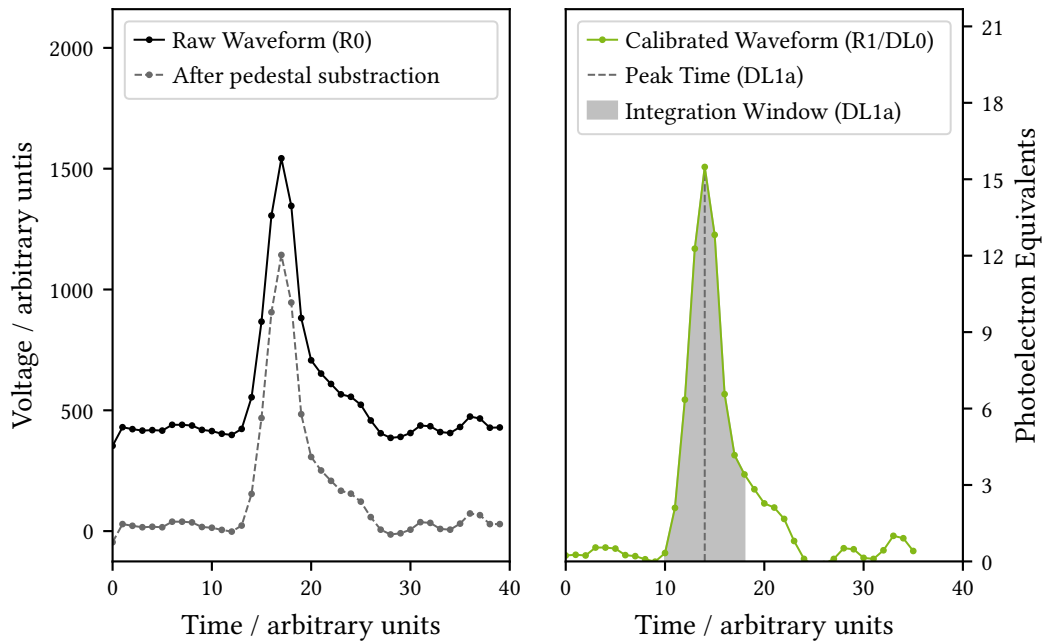 Raw Waveform (R0)
After pedestal substraction
Voltage / arbitrary untis
2000
1500
1000
500
0
0
10
20
30
40
Time / arbitrary units
Calibrated Waveform (R1/DL0)
Peak Time (DL1a)
Integration Window (DL1a)
21
18
15
12
9
6
3
0
Photoelectron Equivalents
0
10
20
30
40
Time / arbitrary units